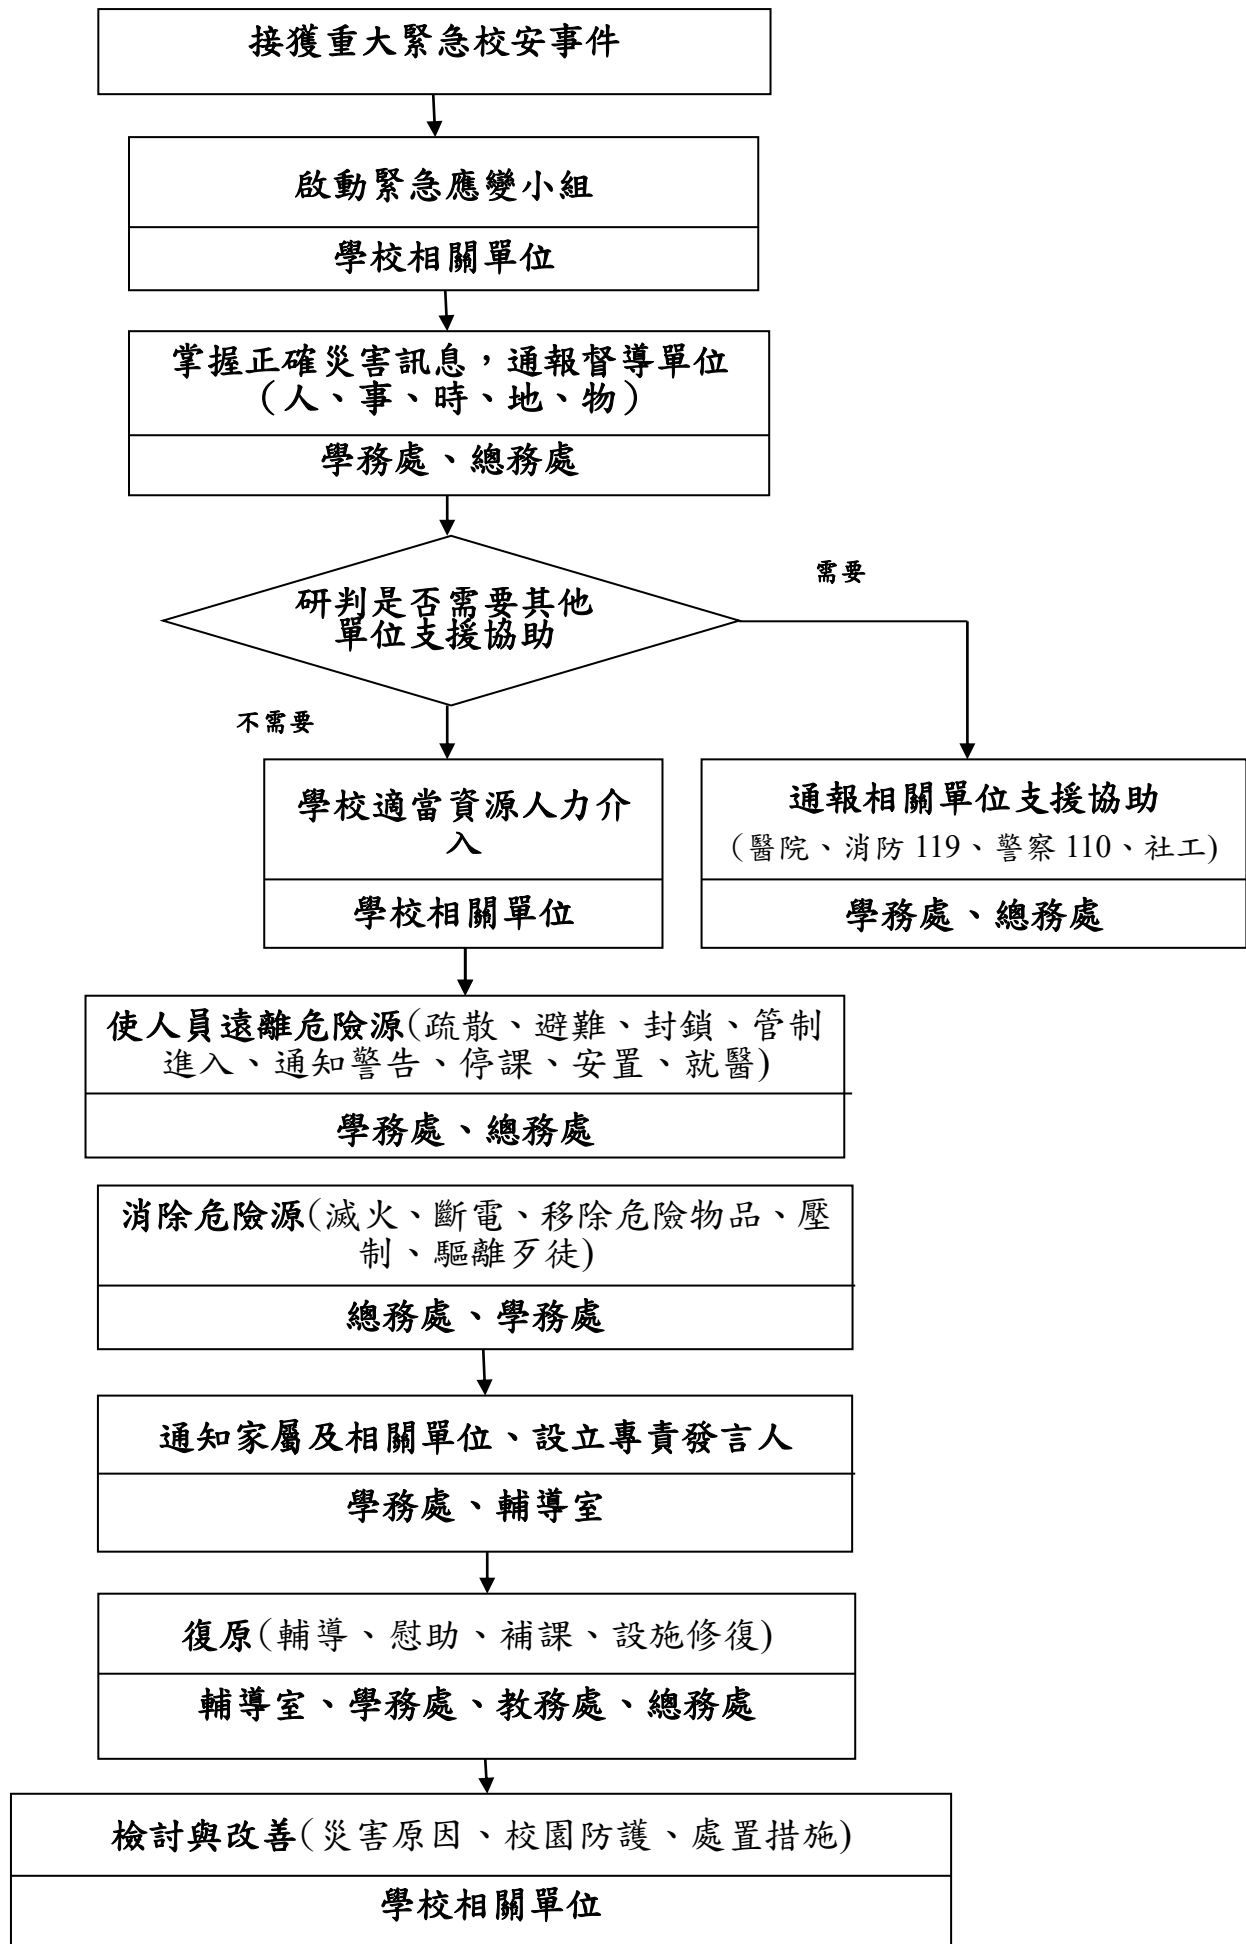 接獲重大緊急校安事件
啟動緊急應變小組
學校相關單位
掌握正確災害訊息，通報督導單位
（人、事、時、地、物）
學務處、總務處
研判是否需要其他
單位支援協助
需要
不需要
學校適當資源人力介
入
學校相關單位
通報相關單位支援協助
（醫院、消防 119、警察 110、社工)
學務處、總務處
使人員遠離危險源(疏散、避難、封鎖、管制
進入、通知警告、停課、安置、就醫)
學務處、總務處
消除危險源(滅火、斷電、移除危險物品、壓
制、驅離歹徒)
總務處、學務處
通知家屬及相關單位、設立專責發言人
學務處、輔導室
復原(輔導、慰助、補課、設施修復)
輔導室、學務處、教務處、總務處
檢討與改善(災害原因、校園防護、處置措施)
學校相關單位